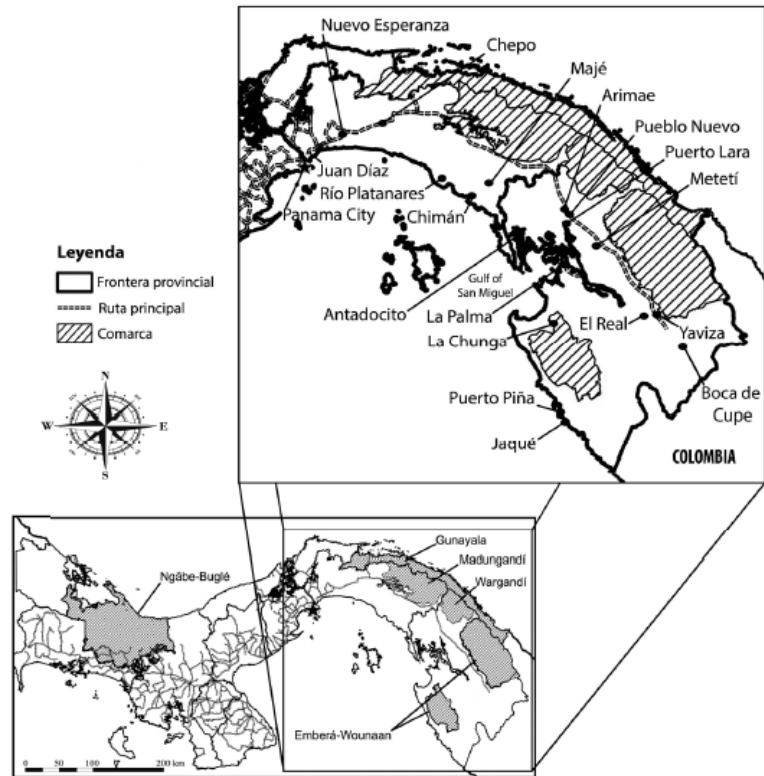 Nuevo Esperanza
Chepo
Majé
Arimae
Pueblo Nuevo
Puerto Lara
Metetí
Juan Díaz
Río Platanares
Panama City
Chimán
Leyenda
Frontera provincial
Ruta principal
Comarca
Antadocito
Gulf of
San Miguel
La Palma
La Chunga
El Real
Yaviza
Boca de
Cupe
Puerto Piña
Jaqué
COLOMBIA
N
W
E
S
Ngäbe-Buglé
Gunayala
Madungandí
Wargandí
Emberá-Wounaan
0 50 100 200 km